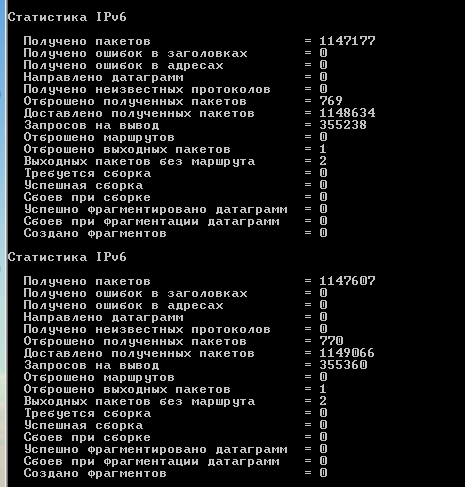 Статистика IPv6
Получено пакетов = 1147177
Получено ошибок в заголовках = 0
Получено ошибок в адресах = 0
Направлено датаграмм = 0
Получено неизвестных протоколов = 0
Отброшено полученных пакетов = 769
Доставлено полученных пакетов = 1148634
Запросов на вывод = 355238
Отброшено маршрутов = 0
Отброшено выходных пакетов = 1
Выходных пакетов без маршрута = 2
Требуется сборка = 0
Успешная сборка = 0
Сбоев при сборке = 0
Успешно фрагментировано датаграмм = 0
Сбоев при фрагментации датаграмм = 0
Создано фрагментов = 0
Статистика IPv6
Получено пакетов = 1147607
Получено ошибок в заголовках = 0
Получено ошибок в адресах = 0
Направлено датаграмм = 0
Получено неизвестных протоколов = 0
Отброшено полученных пакетов = 770
Доставлено полученных пакетов = 1149066
Запросов на вывод = 355360
Отброшено маршрутов = 0
Отброшено выходных пакетов = 1
Выходных пакетов без маршрута = 2
Требуется сборка = 0
Успешная сборка = 0
Сбоев при сборке = 0
Успешно фрагментировано датаграмм = 0
Сбоев при фрагментации датаграмм = 0
Создано фрагментов = 0